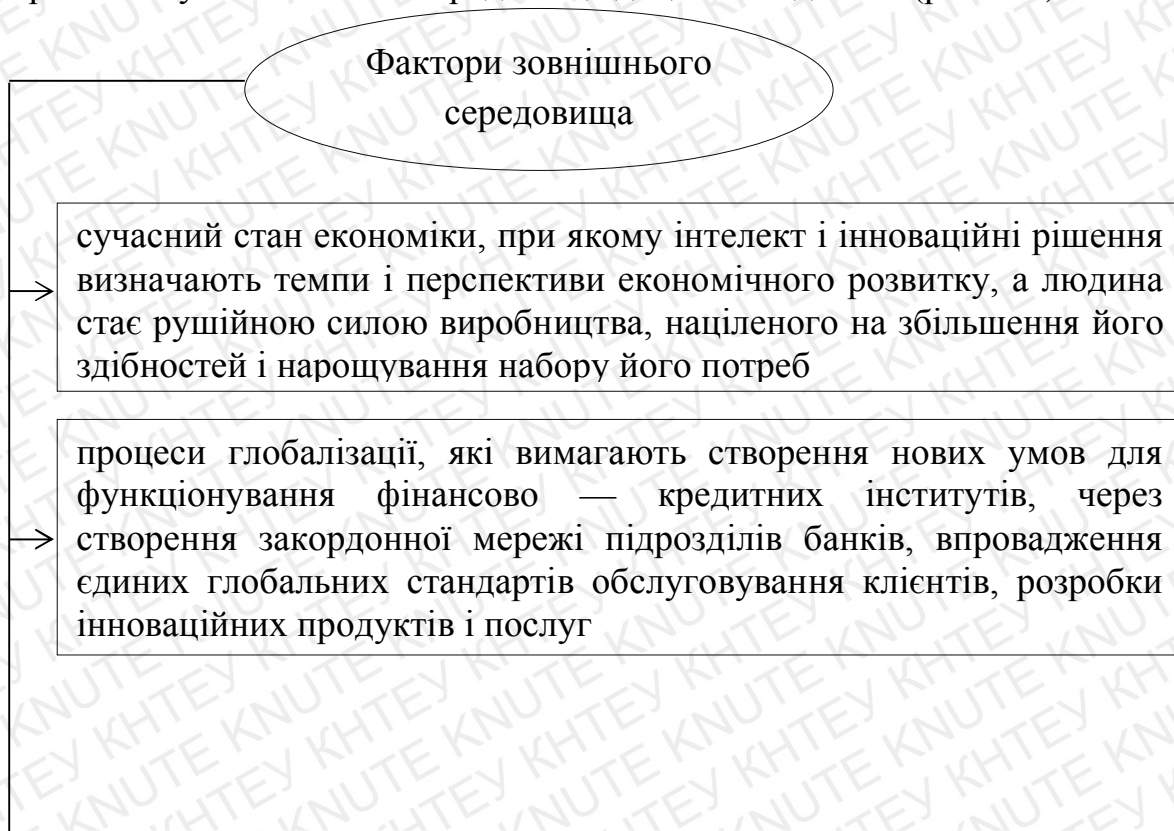 Фактори зовнішнього
середовища
сучасний стан економіки, при якому інтелект і інноваційні рішення
визначають темпи і перспективи економічного розвитку, а людина
стає рушійною силою виробництва, націленого на збільшення його
здібностей і нарощування набору його потреб
процеси глобалізації, які вимагають створення нових умов для
функціонування фінансово — кредитних інститутів, через
створення закордонної мережі підрозділів банків, впровадження
єдиних глобальних стандартів обслуговування клієнтів, розробки
інноваційних продуктів і послуг